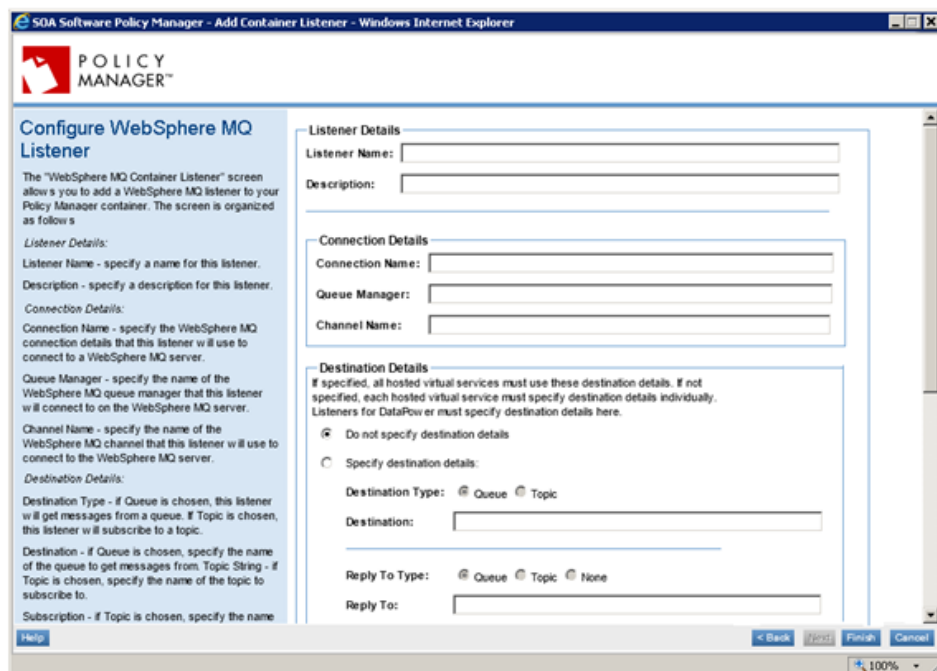 SOA Software Policy Manager - Add Container Listener - Windows Internet Explorer
POLICY
MANAGER™
Configure WebSphere MQ
Listener
The "WebSphere MQ Container Listener" screen
allows you to add a WebSphere MQ listener to your
Policy Manager container. The screen is organized
as follows
Listener Details:
Listener Name - specify a name for this listener.
Description - specify a description for this listener.
Connection Details:
Connection Name - specify the WebSphere MQ
connection details that this listener will use to
connect to a WebSphere MQ server.
Queue Manager - specify the name of the
WebSphere MQ queue manager that this listener
will connect to on the WebSphere MQ server.
Channel Name - specify the name of the
WebSphere MQ channel that this listener will use to
connect to the WebSphere MQ server.
Destination Details:
Destination Type - if Queue is chosen, this listener
will get messages from a queue. If Topic is chosen,
this listener will subscribe to a topic.
Destination - if Queue is chosen, specify the name
of the queue to get messages from. Topic String - if
Topic is chosen, specify the name of the topic to
subscribe to.
Subscription - if Topic is chosen, specify the name
Listener Details
Listener Name:
Description:
Connection Details
Connection Name:
Queue Manager:
Channel Name:
Destination Details
If specified, all hosted virtual services must use these destination details. If not
specified, each hosted virtual service must specify destination details individually.
Listeners for DataPower must specify destination details here.
Do not specify destination details
Specify destination details:
Destination Type: Queue Topic
Destination:
Reply To Type: Queue Topic None
Reply To:
Help
< Back Next Finish Cancel
100%